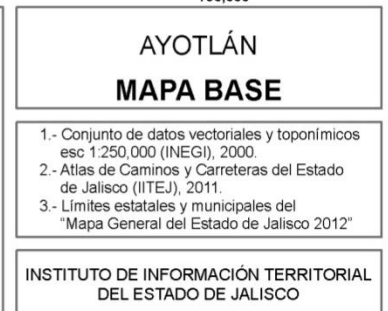 AYOTLÁN
MAPA BASE
1.- Conjunto de datos vectoriales y toponímicos
esc 1:250,000 (INEGI), 2000.
2.- Atlas de Caminos y Carreteras del Estado
de Jalisco (IITEJ), 2011.
3.- Límites estatales y municipales del
“Mapa General del Estado de Jalisco 2012”
INSTITUTO DE INFORMACIÓN TERRITORIAL
DEL ESTADO DE JALISCO